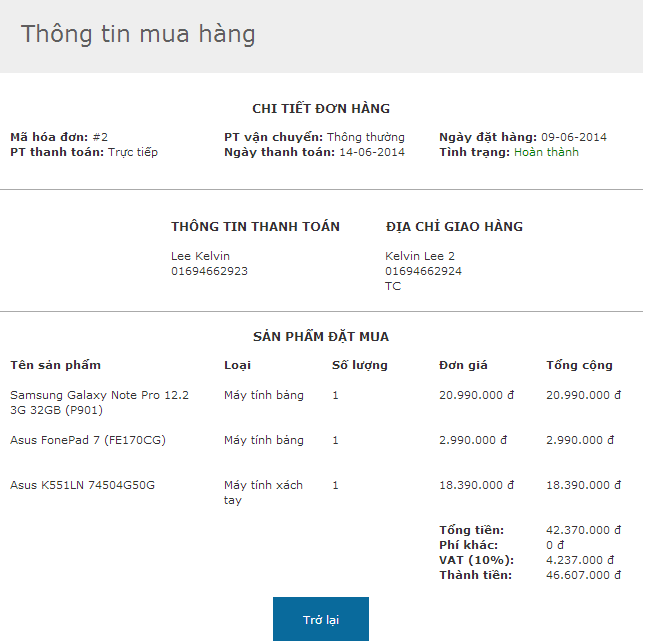 Thông tin mua hàng
CHI TIẾT ĐƠN HÀNG
Mã hóa đơn: #2 PT vận chuyển: Thông thường Ngày đặt hàng: 09-06-2014
PT thanh toán: Trực tiếp Ngày thanh toán: 14-06-2014 Tình trạng: Hoàn thành
THÔNG TIN THANH TOÁN ĐỊA CHỈ GIAO HÀNG
Lee Kelvin Kelvin Lee 2
01694662923 01694662924
TC
SẢN PHẨM ĐẶT MUA
Tên sản phẩm Loại Số lượng Đơn giá Tổng cộng
Samsung Galaxy Note Pro 12.2 Máy tính bảng 1 20.990.000 đ 20.990.000 đ
3G 32GB (P901)
Asus FonePad 7 (FE170CG) Máy tính bảng 1 2.990.000 đ 2.990.000 đ
Asus K551LN 74504G50G Máy tính xách 1 18.390.000 đ 18.390.000 đ
tay
Tổng tiền: 42.370.000 đ
Phí khác: 0 đ
VAT (10%): 4.237.000 đ
Thành tiền: 46.607.000 đ
Trở lại